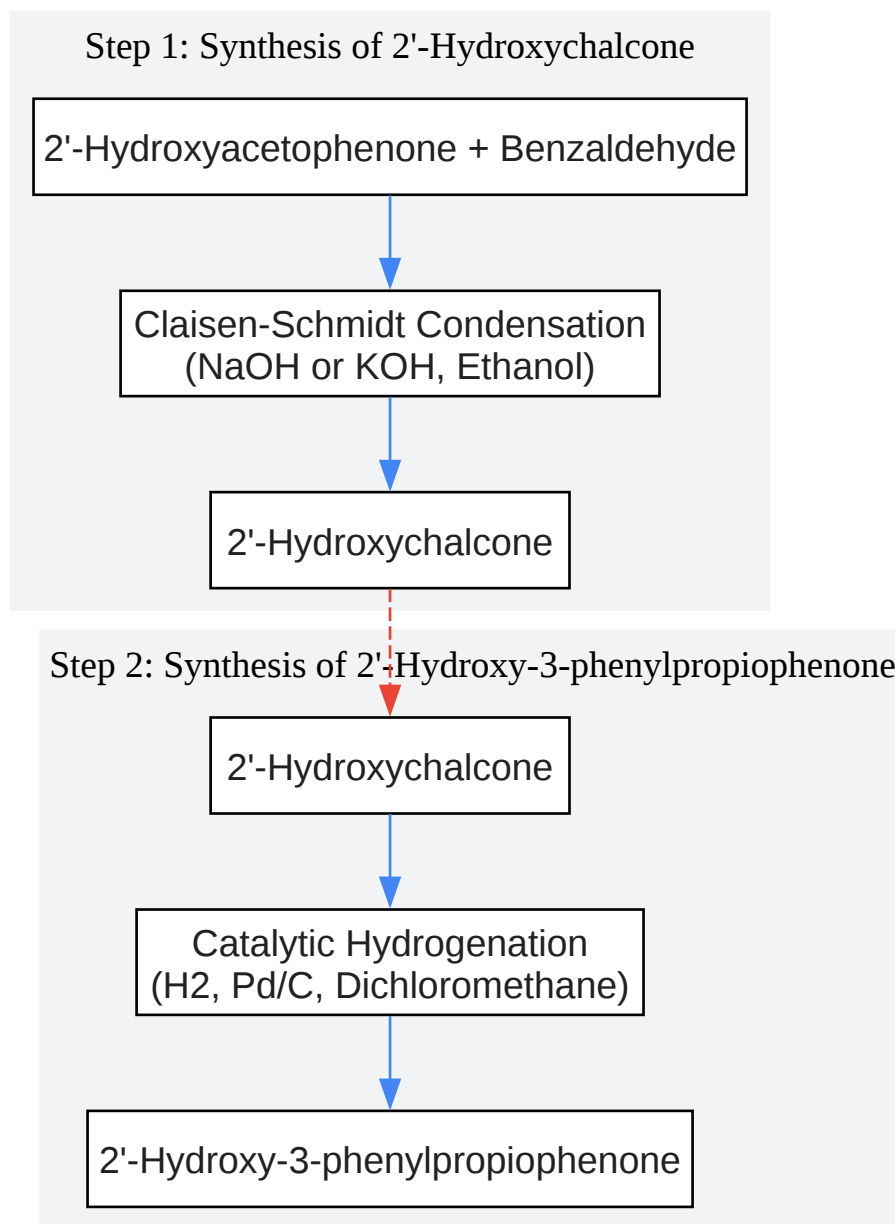 Step 1: Synthesis of 2'-Hydroxychalcone
2'-Hydroxyacetophenone + Benzaldehyde
Claisen-Schmidt Condensation
(NaOH or KOH, Ethanol)
2'-Hydroxychalcone
Step 2: Synthesis of 2'-Hydroxy-3-phenylpropiophenone
2'-Hydroxychalcone
Catalytic Hydrogenation
(H2, Pd/C, Dichloromethane)
2'-Hydroxy-3-phenylpropiophenone